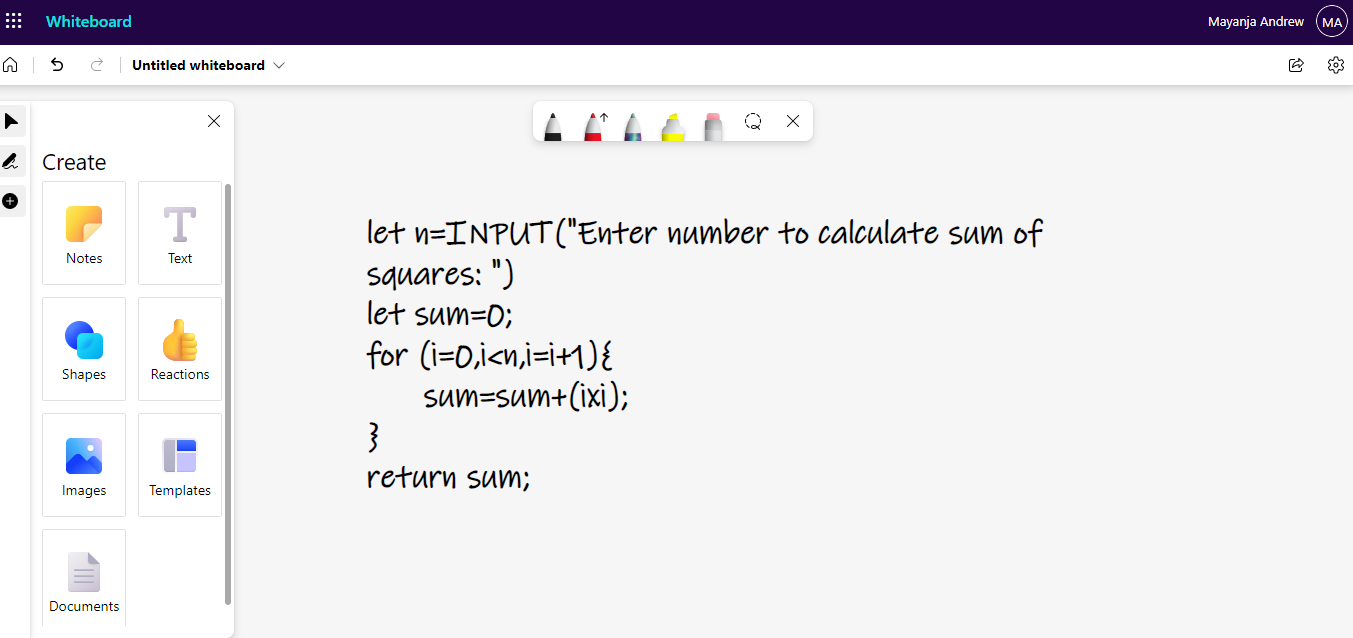 Whiteboard
Mayanja Andrew
MA
Untitled whiteboard
Create
Notes
Text
Shapes
Reactions
Images
Templates
Documents
let n=INPUT("Enter number to calculate sum of
squares: ")
let sum=0;
for (i=0,i<n,i=i+1){
sum=sum+(ixi);
}
return sum;